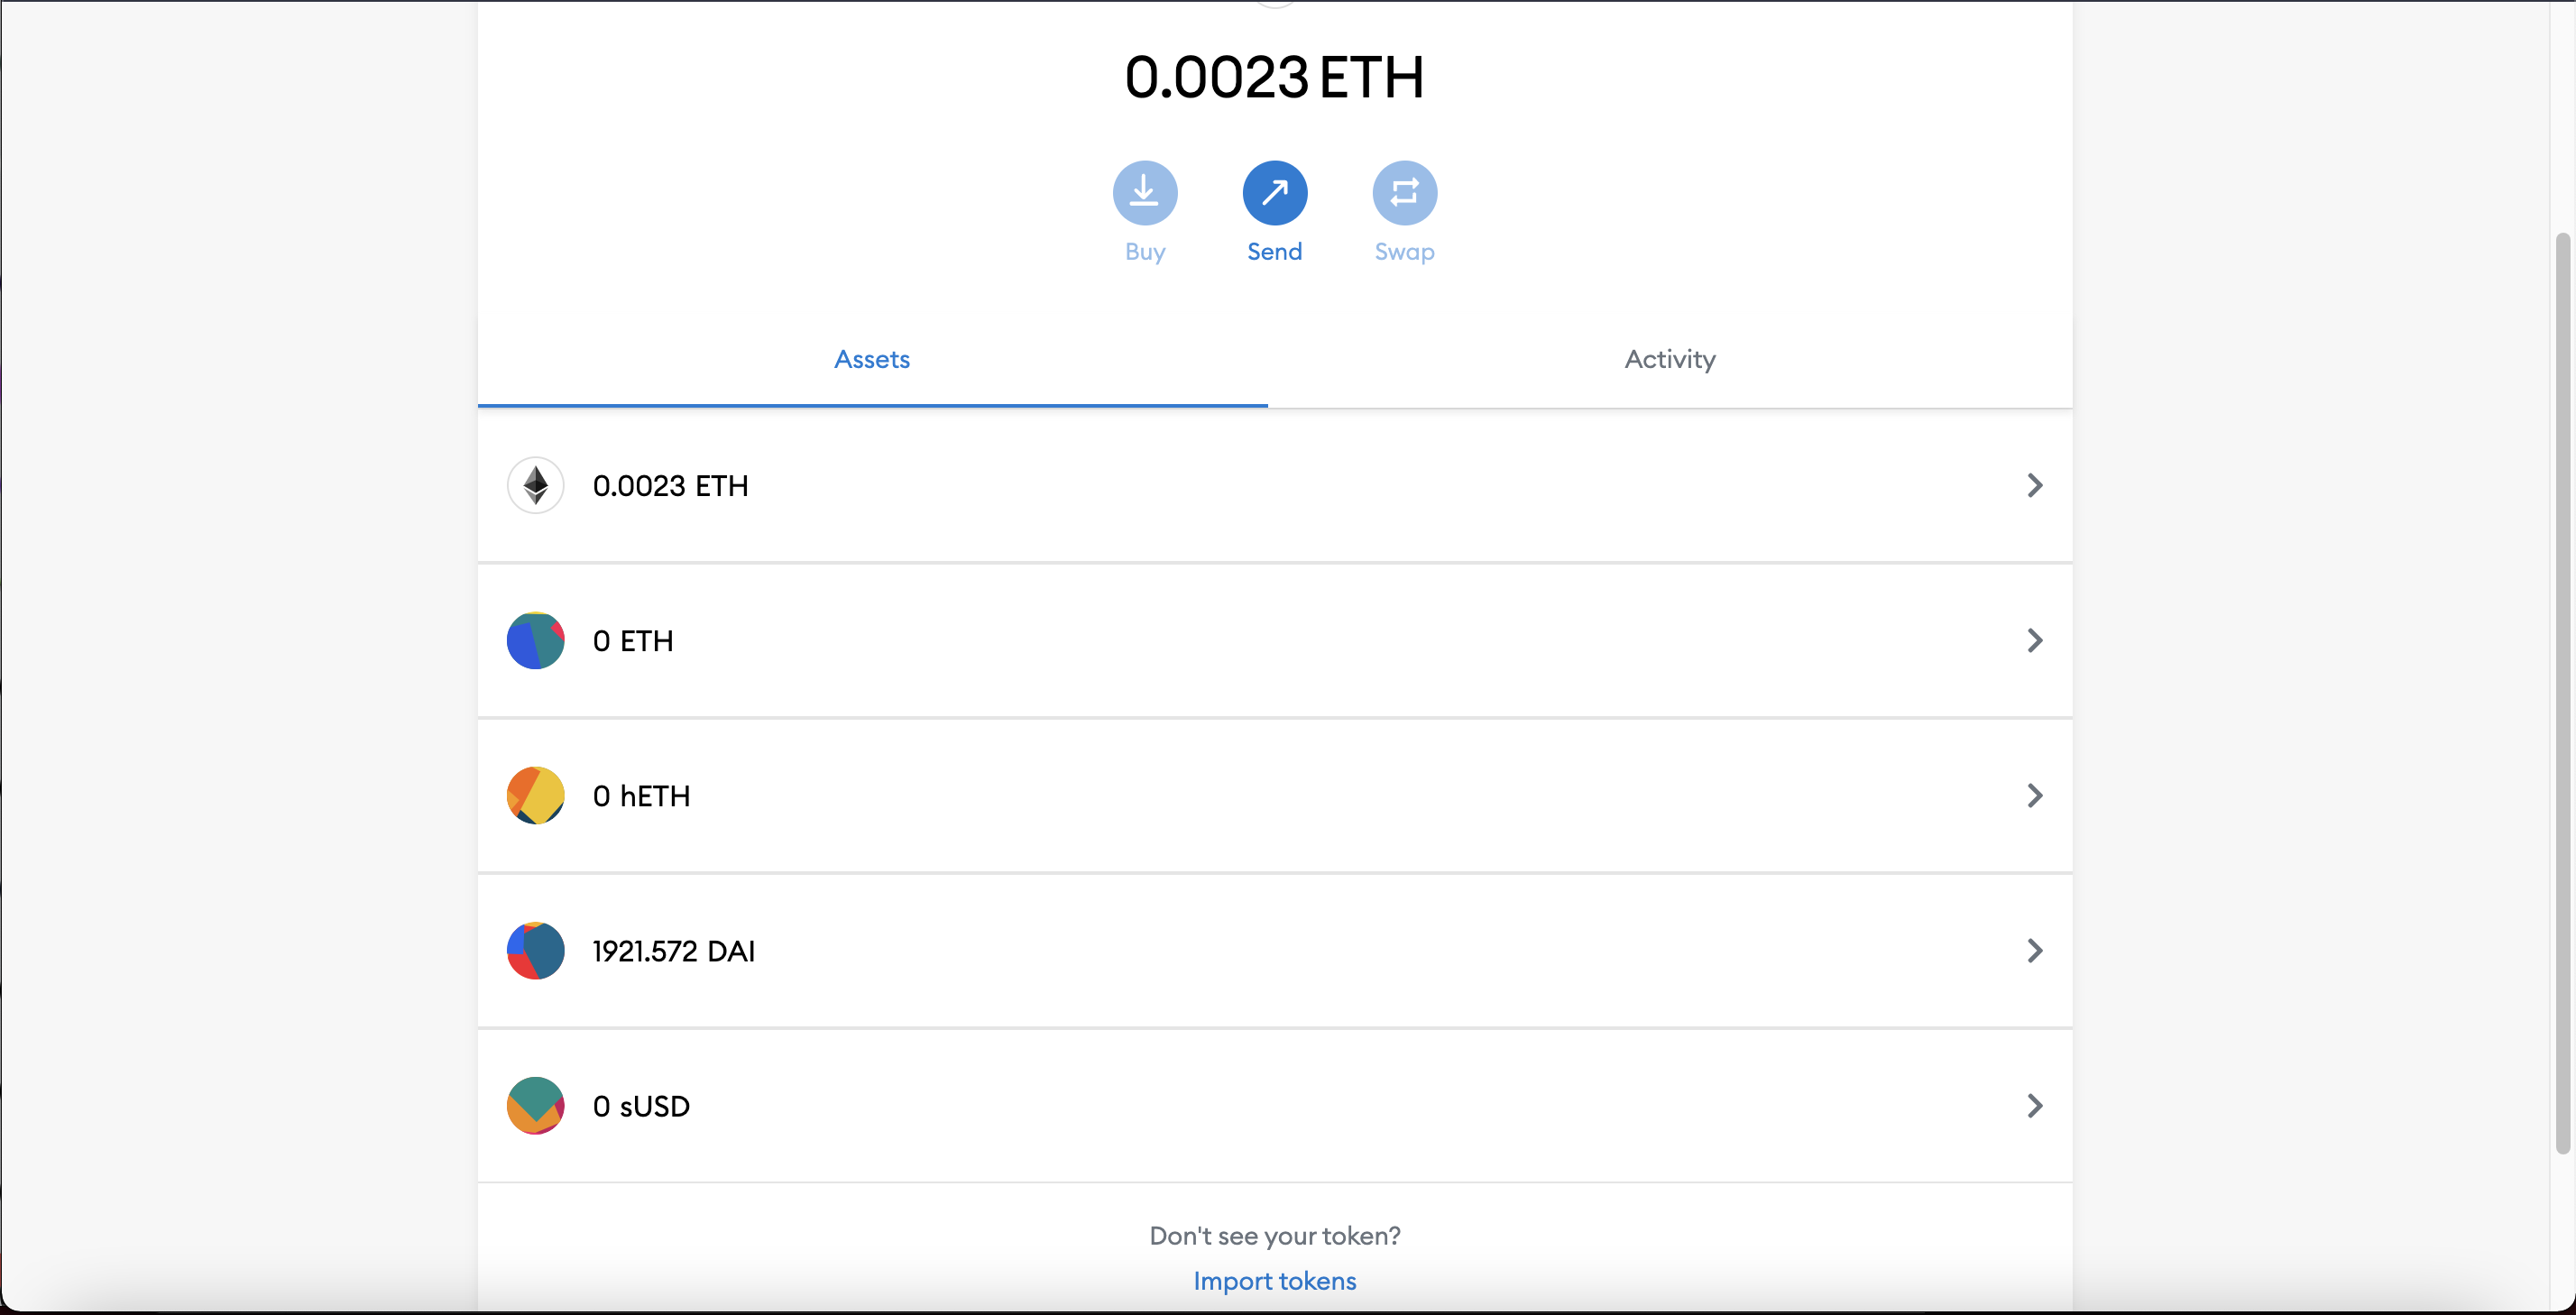 0.0023 ETH
Buy Send Swap
Assets Activity
0.0023 ETH
0 ETH
0 hETH
1921.572 DAI
0 sUSD
Don't see your token?
Import tokens